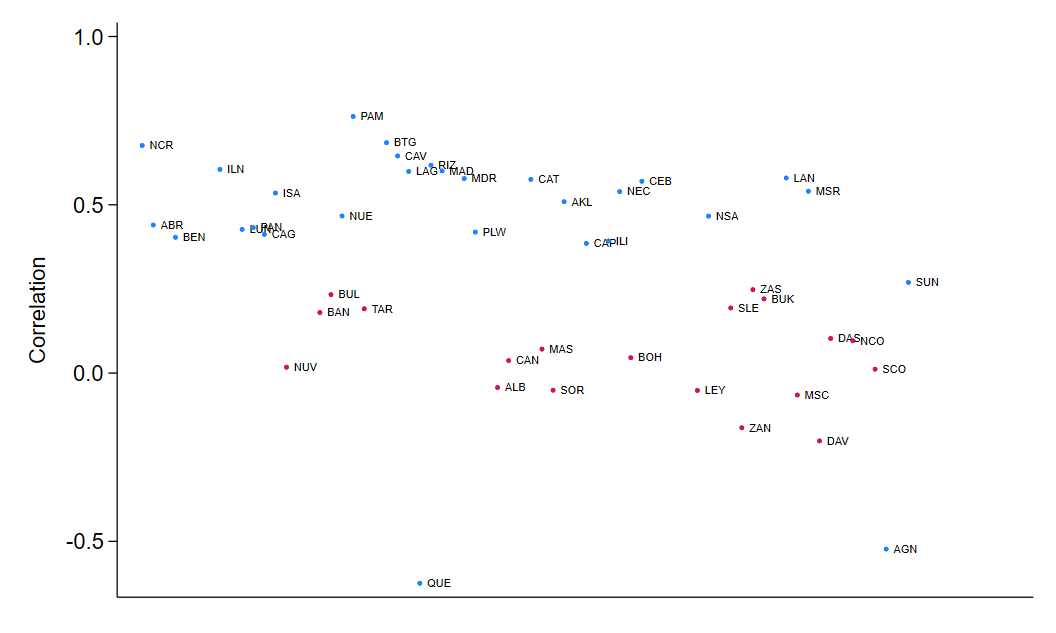 1.0
PAM
BTG
NCR
CAV
RIZ
ILN
LAG
MAD
MDR
CAT
CEB
LAN
ISA
NEC
MSR
0.5
AKL
NUE
NSA
ABR
LUN
PAN
CAG
PLW
BEN
CAP
ILI
SUN
ZAS
BUL
BUK
TAR
SLE
BAN
Correlation
DAS
NCO
MAS
BOH
CAN
0.0
NUV
SCO
ALB
SOR
LEY
MSC
ZAN
DAV
-0.5
AGN
QUE